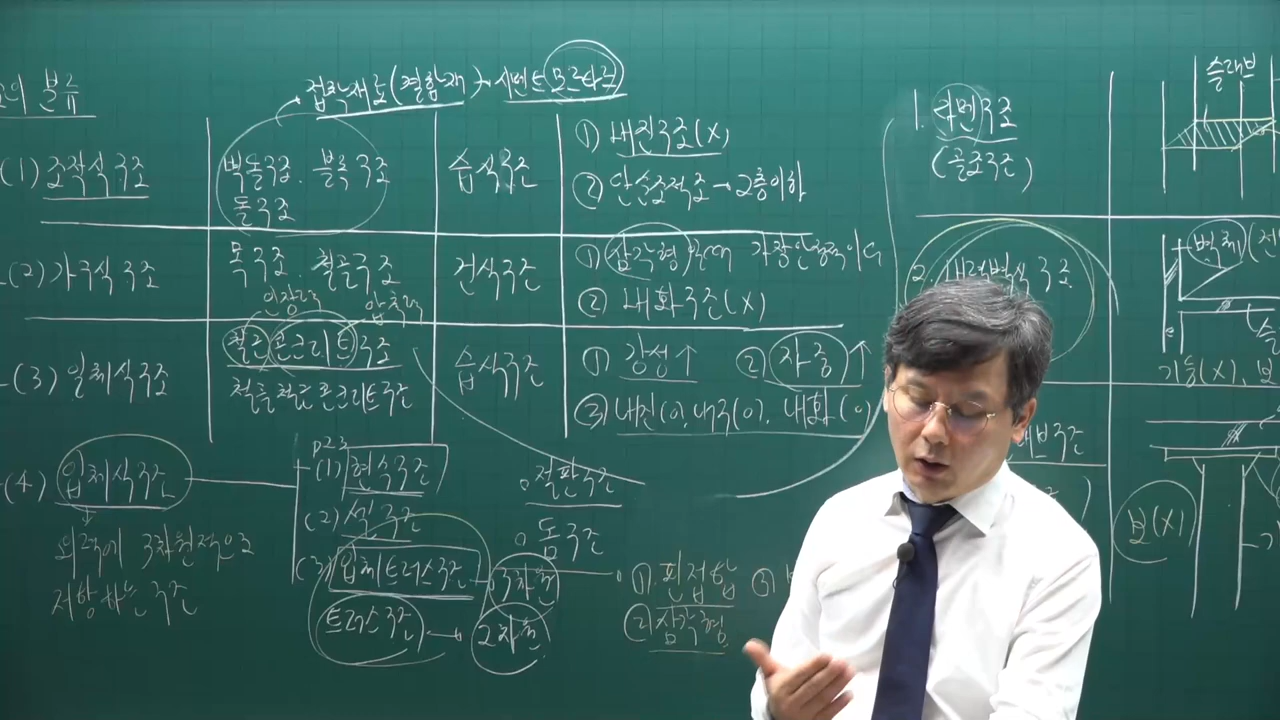 의 분류
접착재료(결합재) → 시멘트 모르타르
(1) 조적식 구조
벽돌구조. 블록 구조
돌구조
습식구조
① 내진구조(X)
② 단순조적조 → 2층이하
(2) 가구식 구조
목구조. 철골구조
건식구조
① 삼각형 가장 안정적이다
② 내화구조(X)
인장력 압축력
(3) 일체식구조
철근콘크리트구조
철골철근콘크리트구조
습식구조
① 강성↑ ② 자중↑
③ 내진(O). 내구(O). 내화(O)
(4) 입체식구조
외력에 3차원적으로
저항하는 구조
P23
(1) 현수구조
(2) 막구조
(3) 입체트러스구조 3차원
트러스구조 → 2차원
절판구조
돔구조
① 핀접합 ③
② 삼각형
1. 라멘구조
(골조구조)
슬래브
2. 내력벽식 구조
벽체
기둥(X). 보
보(X)